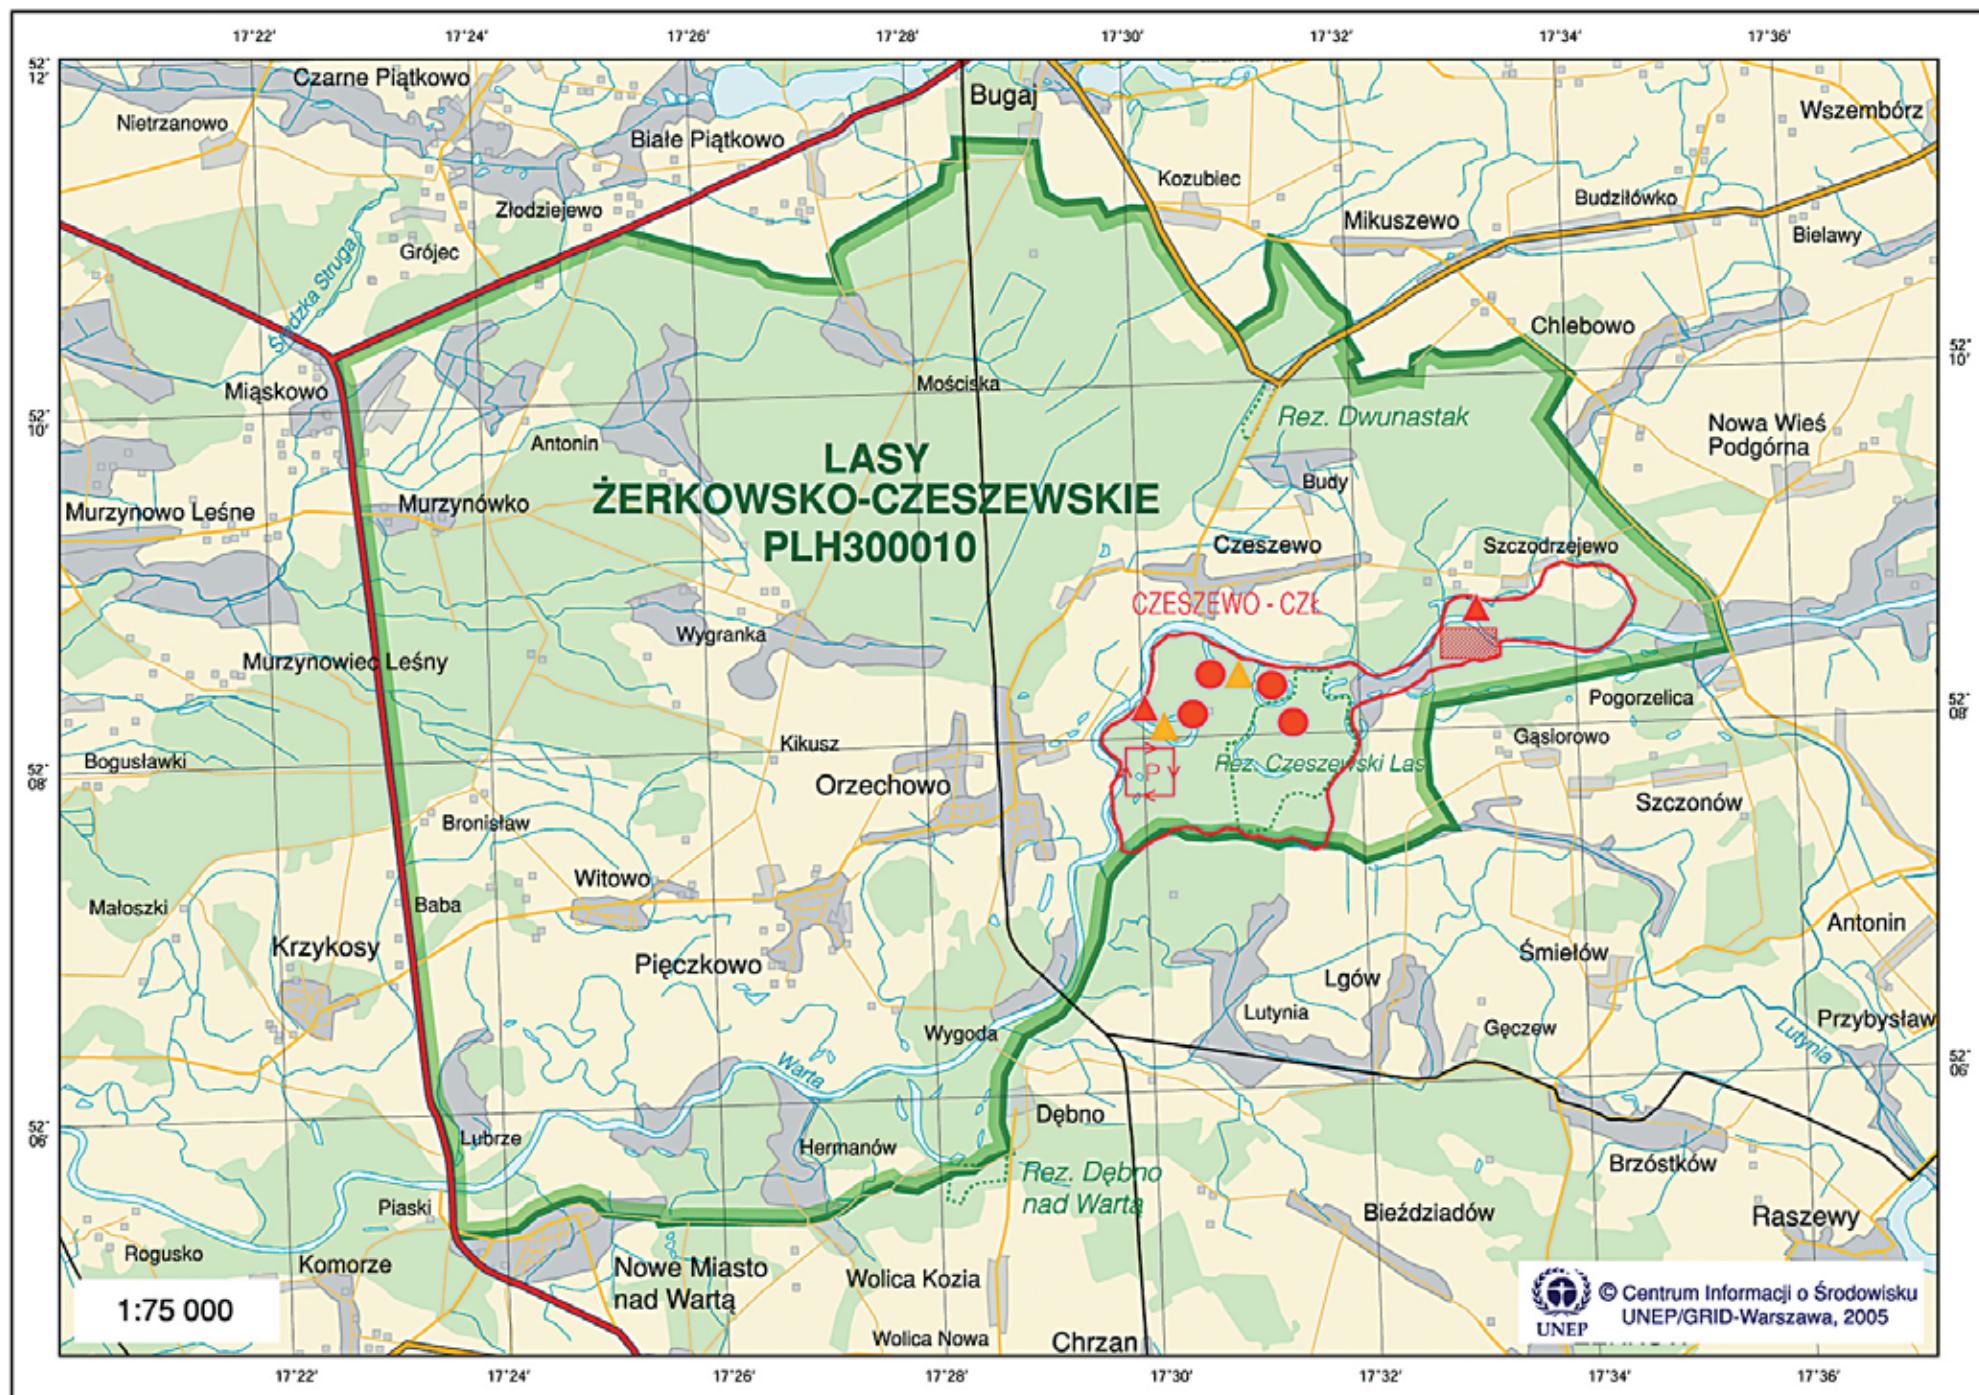 17°22' 17°24' 17°26' 17°28' 17°30' 17°32' 17°34' 17°36'
52° 12'
Czarne Piątkowo
Bugaj
Wszembórz
Nietrzanowo
Białe Piątkowo
Kozubiec
Budziłówko
Złodziejewo
Mikuszewo
Bielawy
Grójec
Średzka Struga
Chlebowo
52° 10'
Miąskowo
Mościska
52° 10'
Rez. Dwunastak
Nowa Wieś
Podgórna
Antonin
LASY
ŻERKOWSKO-CZESZEWSKIE
PLH300010
Budy
Murzynowo Leśne
Murzynówko
Czeszewo
Szczodrzejewo
CZESZEWO - CZŁ
Wygranka
Murzynowiec Leśny
Pogorzelica
52° 08'
Kikusz
Gąsiorowo
Bogusławki
52° 08'
Orzechowo
P
Rez. Czeszewski Las
Szczonów
Bronisław
Witowo
Małoszki
Baba
Antonin
Krzykosy
Pięczkowo
Śmiełów
Lgów
Lutynia
Wygoda
Gęczew
Przybysław
Lutynia
Warta
52° 06'
Dębno
52° 06'
Lubrze
Hermanów
Rez. Dębno
nad Wartą
Brzóstków
Piaski
Bieździadów
Raszewy
Rogusko
Komorze
Nowe Miasto
nad Wartą
Wolica Kozia
1:75 000
Wolica Nowa
Chrzan
UNEP
© Centrum Informacji o Środowisku
UNEP/GRID-Warszawa, 2005
17°22' 17°24' 17°26' 17°28' 17°30' 17°32' 17°34' 17°36'